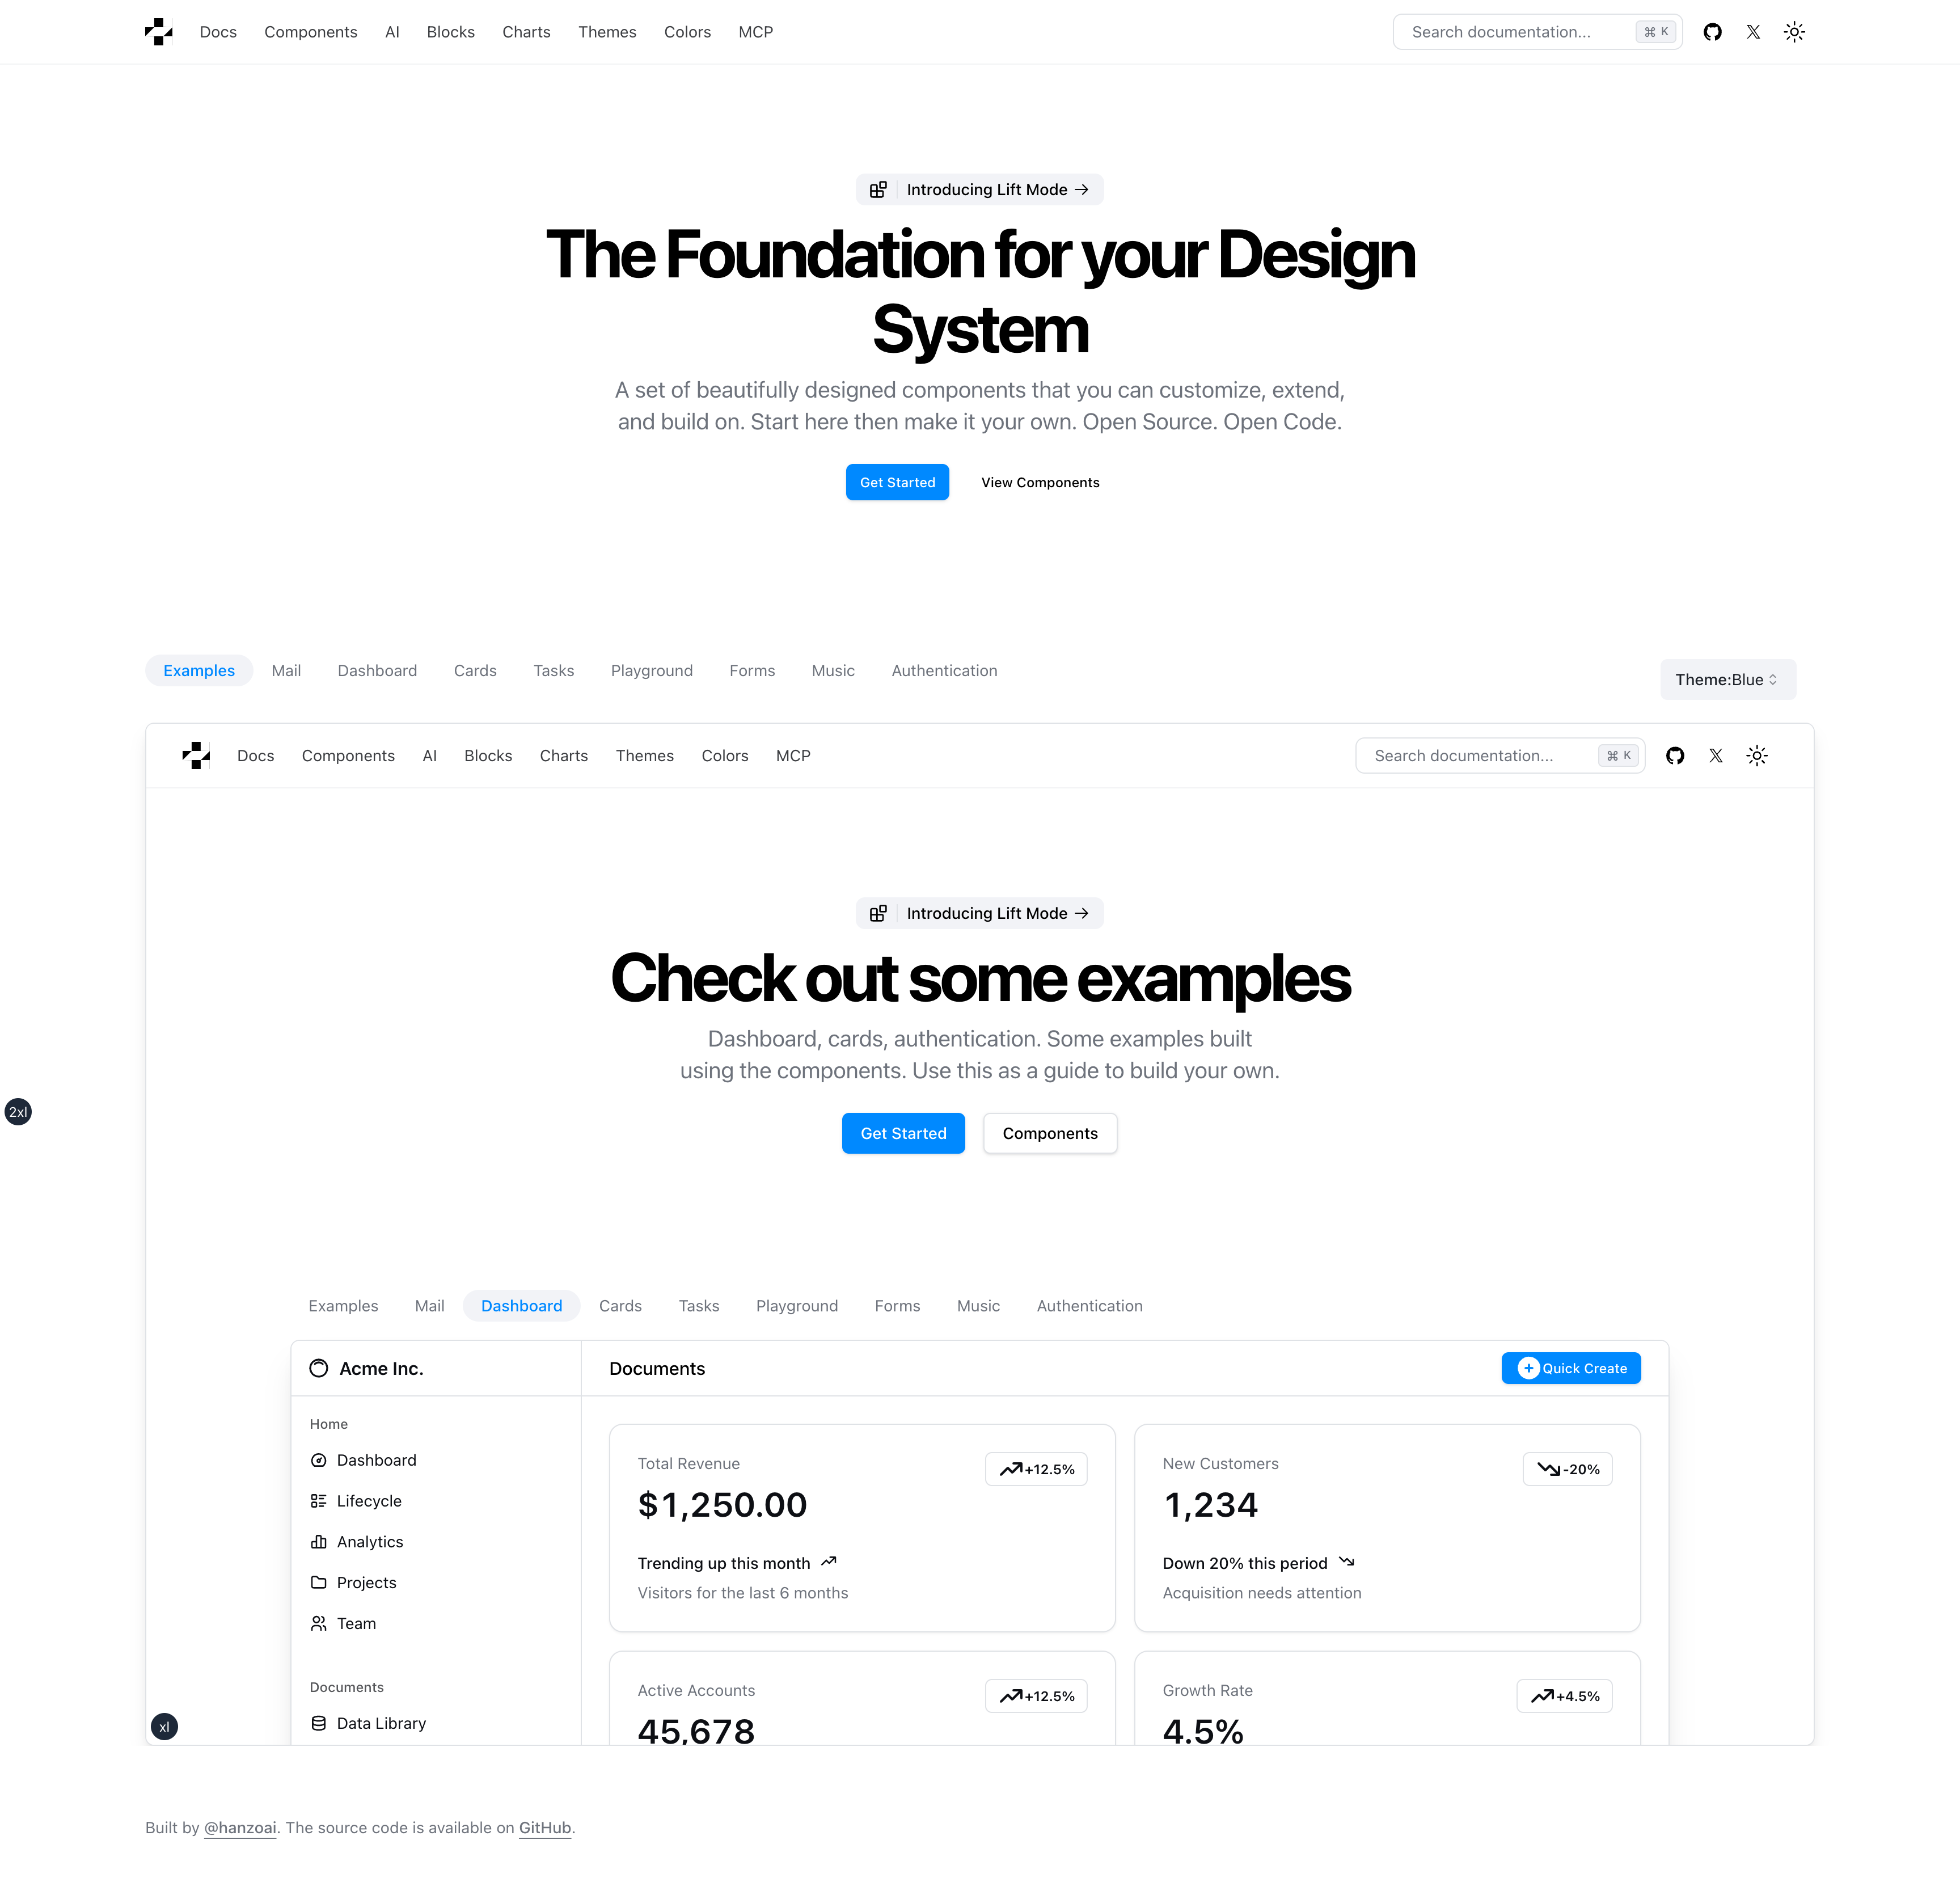 Docs Components AI Blocks Charts Themes Colors MCP Search documentation... ⌘ K
Introducing Lift Mode →
The Foundation for your Design
System
A set of beautifully designed components that you can customize, extend,
and build on. Start here then make it your own. Open Source. Open Code.
Get Started View Components
Examples Mail Dashboard Cards Tasks Playground Forms Music Authentication
Theme:Blue
Docs Components AI Blocks Charts Themes Colors MCP Search documentation... ⌘ K
Introducing Lift Mode →
Check out some examples
Dashboard, cards, authentication. Some examples built
using the components. Use this as a guide to build your own.
2xl
Get Started Components
Examples Mail Dashboard Cards Tasks Playground Forms Music Authentication
Acme Inc.
Documents
Quick Create
Home
Dashboard
Lifecycle
Analytics
Projects
Team
Documents
Data Library
Total Revenue
+12.5%
$1,250.00
Trending up this month
Visitors for the last 6 months
New Customers
-20%
1,234
Down 20% this period
Acquisition needs attention
Active Accounts
+12.5%
45,678
Growth Rate
+4.5%
4.5%
xl
Built by @hanzoai. The source code is available on GitHub.